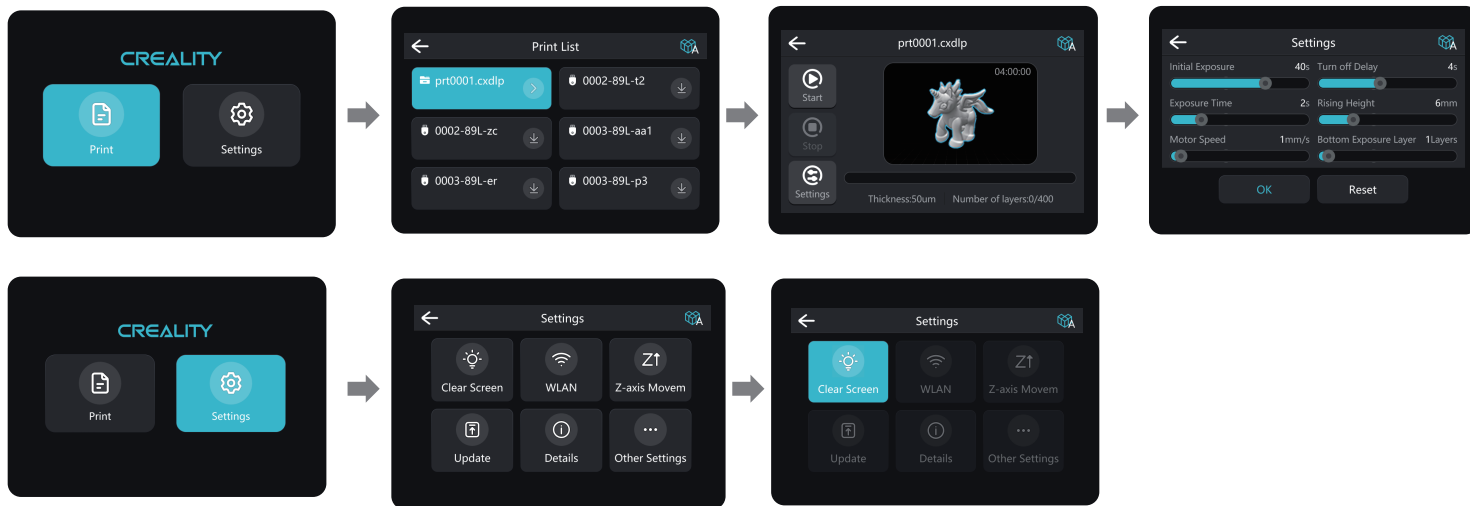 CREALITY
Print
Settings
Print List
prt0001.cxdlp
0002-89L-t2
0002-89L-zc
0003-89L-aa1
0003-89L-er
0003-89L-p3
prt0001.cxdlp
Start
Stop
Settings
04:00:00
Thickness:50um
Number of layers:0/400
Settings
Initial Exposure 40s
Turn off Delay 4s
Exposure Time 2s
Rising Height 6mm
Motor Speed 1mm/s
Bottom Exposure Layer 1Layers
OK
Reset
CREALITY
Print
Settings
Settings
Clear Screen
WLAN
Z↑
Z-axis Movem
Update
Details
Other Settings
Settings
Clear Screen
WLAN
Z↑
Z-axis Movem
Update
Details
Other Settings